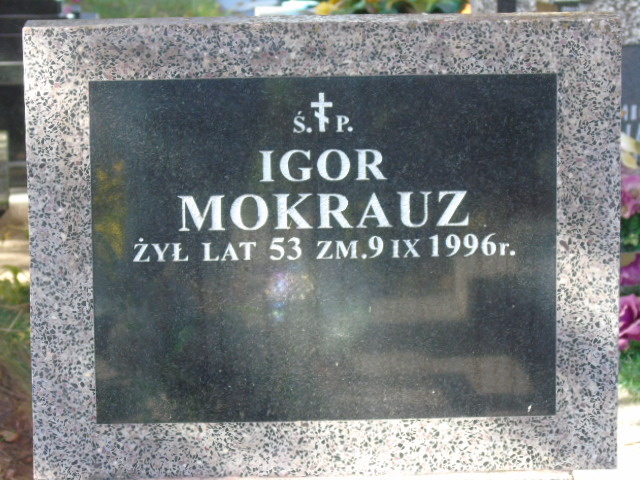 Ś. P.
IGOR
MOKRAUZ
ŻYŁ LAT 53 ZM.9 IX 1996r.